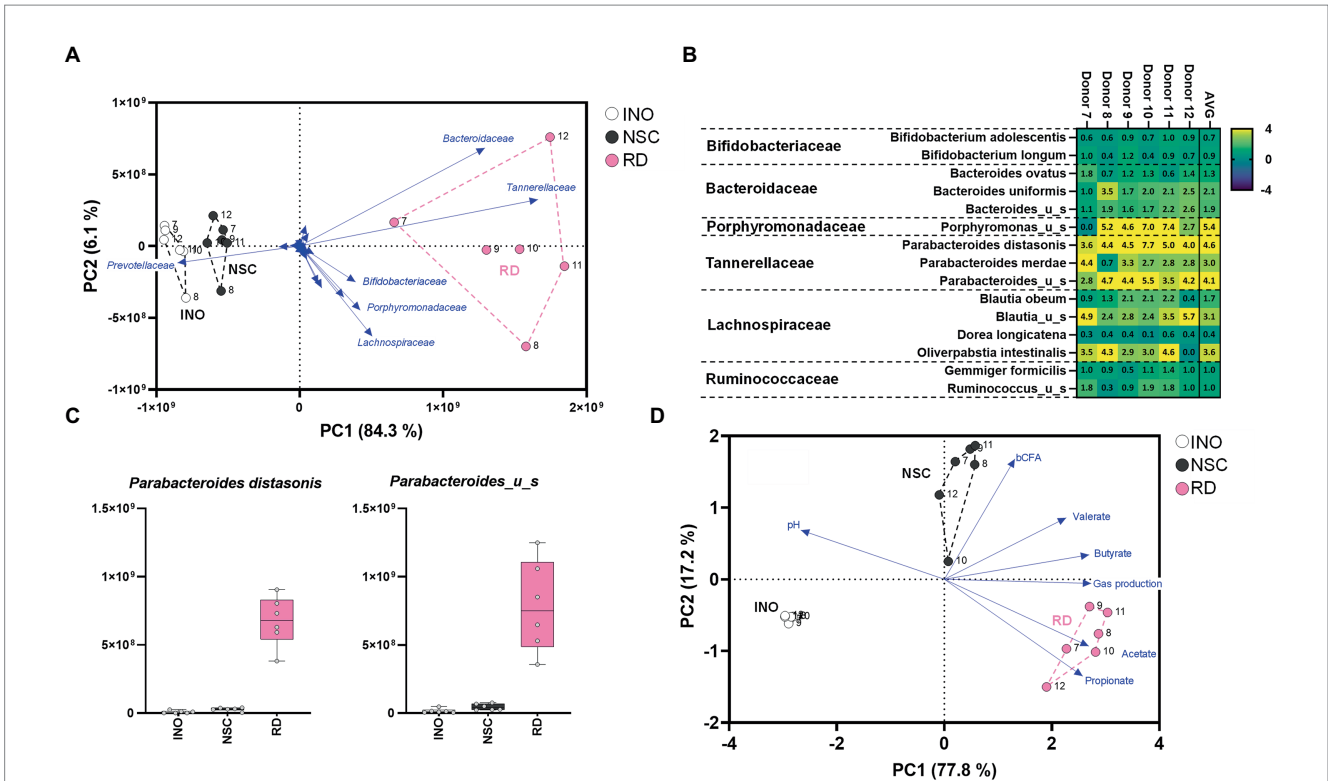 A
1×10⁹
5×10⁸
0
-5×10⁸
-1×10⁹
PC2 (6.1 %)
-1×10⁹
0
1×10⁹
2×10⁹
PC1 (84.3 %)
INO
NSC
RD
Bacteroidaceae
Tannerellaceae
Prevotellaceae
Bifidobacteriaceae
Porphyromonadaceae
Lachnospiraceae
NSC
INO
RD
7
9
12
10
8
12
7
9
11
8
12
7
9
10
11
8
B
Donor 7
Donor 8
Donor 9
Donor 10
Donor 11
Donor 12
AVG
4
0
-4
Bifidobacteriaceae
Bifidobacterium adolescentis 0.6 0.6 0.9 0.7 1.0 0.9 0.7
Bifidobacterium longum 1.0 0.4 1.2 0.4 0.9 0.7 0.9
Bacteroidaceae
Bacteroides ovatus 1.8 0.7 1.2 1.3 0.6 1.4 1.3
Bacteroides uniformis 1.0 3.5 1.7 2.0 2.1 2.5 2.1
Bacteroides_u_s 1.1 1.9 1.6 1.7 2.2 2.6 1.9
Porphyromonadaceae
Porphyromonas_u_s 0.0 5.2 4.6 7.0 7.4 2.7 5.4
Tannerellaceae
Parabacteroides distasonis 3.6 4.4 4.5 7.7 5.0 4.0 4.6
Parabacteroides merdae 4.4 0.7 3.3 2.7 2.8 2.8 3.0
Parabacteroides_u_s 2.8 4.7 4.4 5.5 3.5 4.2 4.1
Lachnospiraceae
Blautia obeum 0.9 1.3 2.1 2.1 2.2 0.4 1.7
Blautia_u_s 4.9 2.4 2.8 2.4 3.5 5.7 3.1
Dorea longicatena 0.3 0.4 0.4 0.1 0.6 0.4 0.4
Oliverpabstia intestinalis 3.5 4.3 2.9 3.0 4.6 0.0 3.6
Ruminococcaceae
Gemmiger formicilis 1.0 0.9 0.5 1.1 1.4 1.0 1.0
Ruminococcus_u_s 1.8 0.3 0.9 1.9 1.8 1.0 1.0
C
Parabacteroides distasonis
1.5×10⁹
1×10⁹
5×10⁸
0
INO
NSC
RD
Parabacteroides_u_s
1.5×10⁹
1×10⁹
5×10⁸
0
INO
NSC
RD
D
2
1
0
-1
-2
PC2 (17.2 %)
-4
-2
0
2
4
PC1 (77.8 %)
INO
NSC
RD
NSC
11
9
7
8
12
10
bCFA
Valerate
Butyrate
Gas production
Acetate
Propionate
pH
INO
9
RD
9
11
8
7
10
12